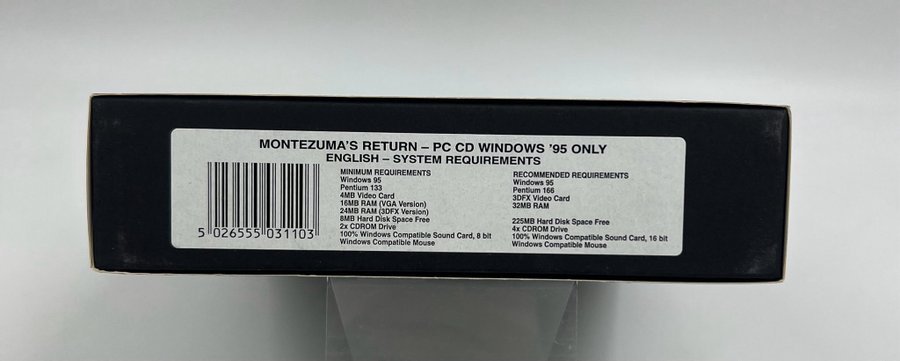 MONTEZUMA'S RETURN – PC CD WINDOWS '95 ONLY
ENGLISH – SYSTEM REQUIREMENTS
MINIMUM REQUIREMENTS
Windows 95
Pentium 133
4MB Video Card
16MB RAM (VGA Version)
24MB RAM (3DFX Version)
8MB Hard Disk Space Free
2x CDROM Drive
100% Windows Compatible Sound Card, 8 bit
Windows Compatible Mouse
RECOMMENDED REQUIREMENTS
Windows 95
Pentium 166
3DFX Video Card
32MB RAM
225MB Hard Disk Space Free
4x CDROM Drive
100% Windows Compatible Sound Card, 16 bit
Windows Compatible Mouse
5 026555 031103